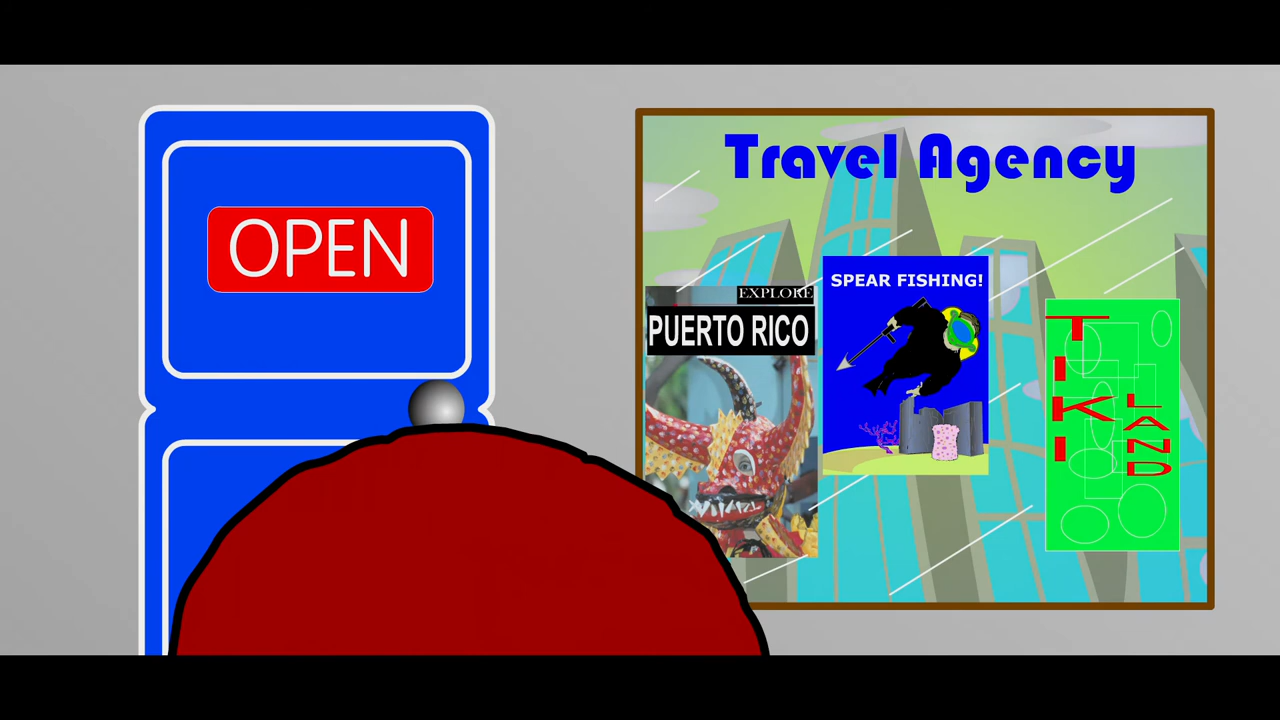 OPEN
Travel Agency
EXPLORE
PUERTO RICO
SPEAR FISHING!
TIKI
LAND